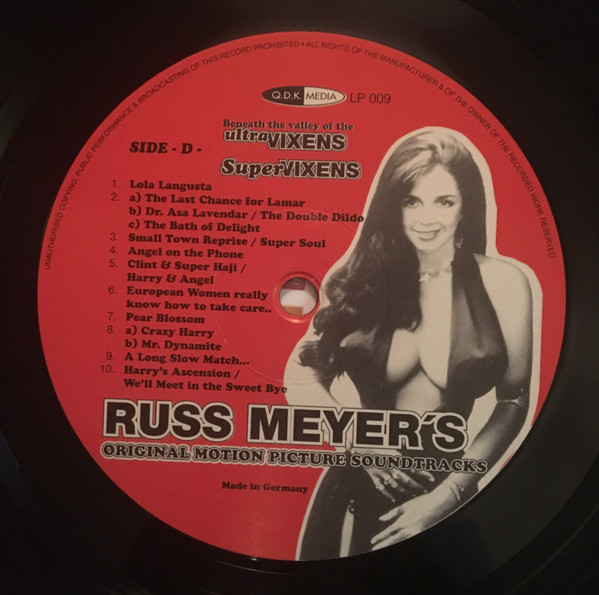 UNAUTHORISED COPYING, PUBLIC PERFORMANCE & BROADCASTING OF THIS RECORD PROHIBITED • ALL RIGHTS OF THE MANUFACTURER & OF THE OWNER OF THE RECORDED WORK RESERVED
Q.D.K. MEDIA LP 009
Beneath the valley of the
ultraVIXENS
SIDE - D -
SuperVIXENS
1. Lola Langusta
2. a) The Last Chance for Lamar
b) Dr. Asa Lavendar / The Double Dildo
c) The Bath of Delight
3. Small Town Reprise / Super Soul
4. Angel on the Phone
5. Clint & Super Haji /
Harry & Angel
6. European Women really
know how to take care..
7. Pear Blossom
8. a) Crazy Harry
b) Mr. Dynamite
9. A Long Slow Match...
10. Harry's Ascension /
We'll Meet in the Sweet Bye
RUSS MEYER´S
ORIGINAL MOTION PICTURE SOUNDTRACKS
Made in Germany